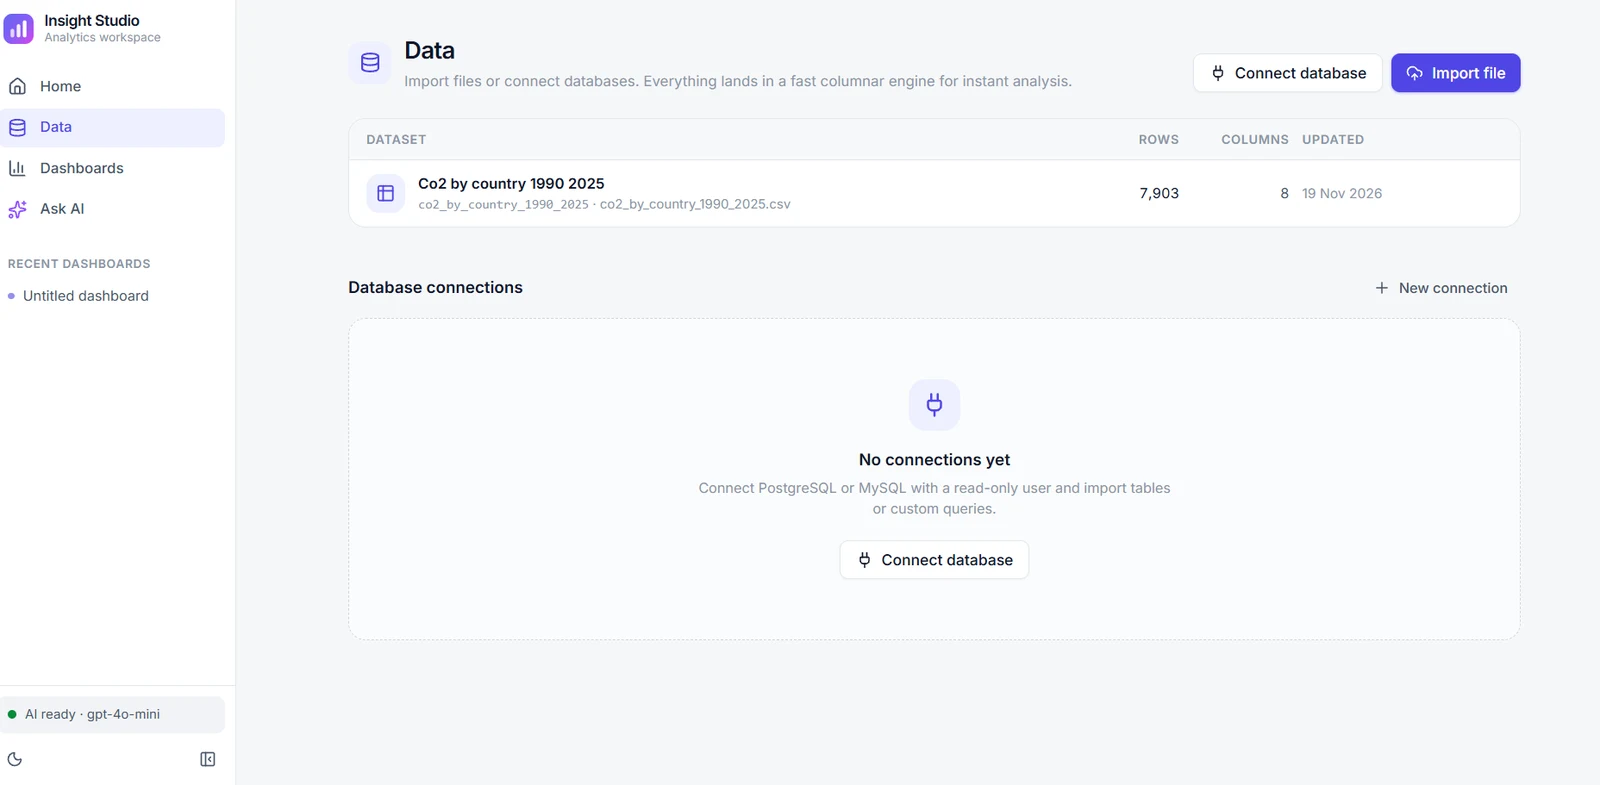 Insight Studio
Analytics workspace
Home
Data
Dashboards
Ask AI
RECENT DASHBOARDS
Untitled dashboard
AI ready · gpt-4o-mini
Data
Import files or connect databases. Everything lands in a fast columnar engine for instant analysis.
Connect database
Import file
DATASET ROWS COLUMNS UPDATED
Co2 by country 1990 2025
co2_by_country_1990_2025 · co2_by_country_1990_2025.csv
7,903 8 19 Nov 2026
Database connections
New connection
No connections yet
Connect PostgreSQL or MySQL with a read-only user and import tables
or custom queries.
Connect database